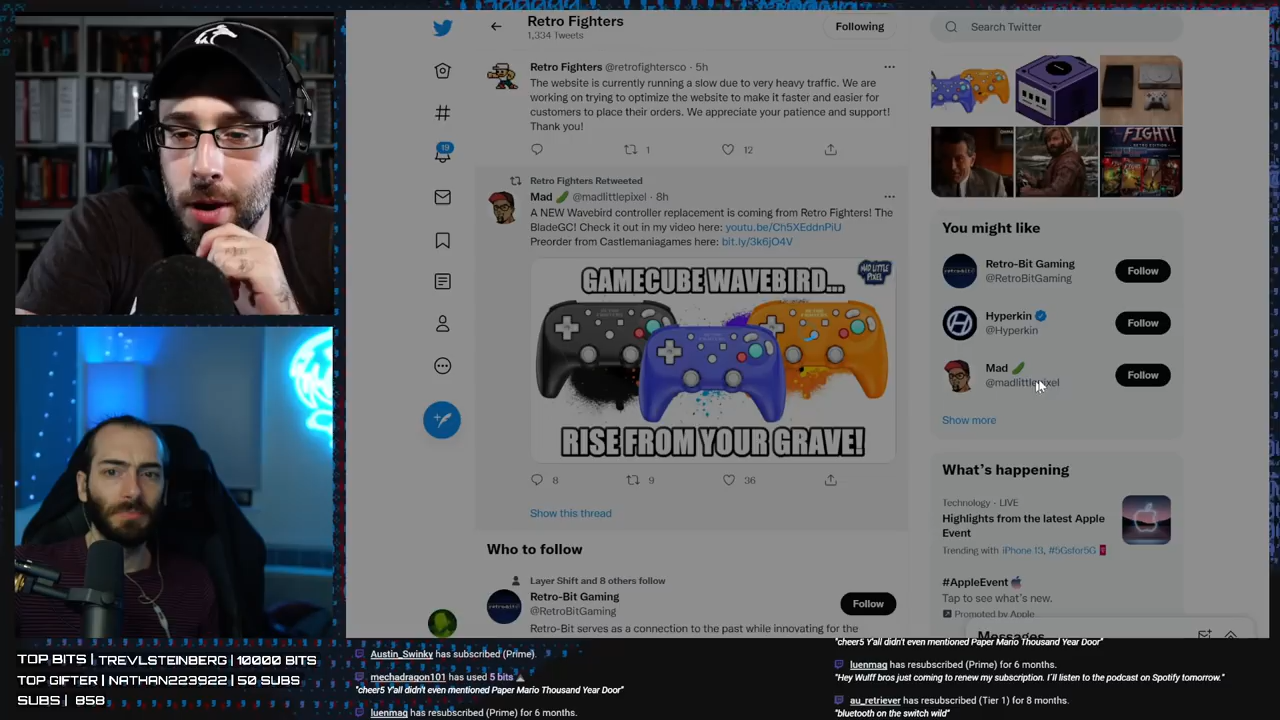 Retro Fighters
1,334 Tweets
Following
Search Twitter
Retro Fighters @retrofightersco · 5h
The website is currently running a slow due to very heavy traffic. We are
working on trying to optimize the website to make it faster and easier for
customers to place their orders. We appreciate your patience and support!
Thank you!
1
12
19
Retro Fighters Retweeted
Mad @madlittlepixel · 8h
A NEW Wavebird controller replacement is coming from Retro Fighters! The
BladeGC! Check it out in my video here: youtu.be/Ch5XEddnPiU
Preorder from Castlemaniagames here: bit.ly/3k6jO4V
GAMECUBE WAVEBIRD...
MAD LITTLE PIXEL
RISE FROM YOUR GRAVE!
8
9
36
Show this thread
Who to follow
Layer Shift and 8 others follow
Retro-Bit Gaming
@RetroBitGaming
Follow
Retro-Bit serves as a connection to the past while innovating for the
FIGHT!
You might like
Retro-Bit Gaming
@RetroBitGaming
Follow
Hyperkin
@Hyperkin
Follow
Mad
@madlittlepixel
Follow
Show more
What's happening
Technology · LIVE
Highlights from the latest Apple
Event
Trending with iPhone 13, #5Gsfor5G
#AppleEvent
Tap to see what's new.
Promoted by Apple
Messages
TOP BITS | TREVLSTEINBERG | 10000 BITS
TOP GIFTER | NATHAN223922 | 50 SUBS
SUBS | 858
Austin_Swinky has subscribed (Prime).
mechadragon101 has used 5 bits
"cheer5 Y'all didn't even mentioned Paper Mario Thousand Year Door"
luenmag has resubscribed (Prime) for 6 months.
"cheer5 Y'all didn't even mentioned Paper Mario Thousand Year Door"
luenmag has resubscribed (Prime) for 6 months.
"Hey Wulff bros just coming to renew my subscription. I'll listen to the podcast on Spotify tomorrow."
au_retriever has resubscribed (Tier 1) for 8 months.
"bluetooth on the switch wild"